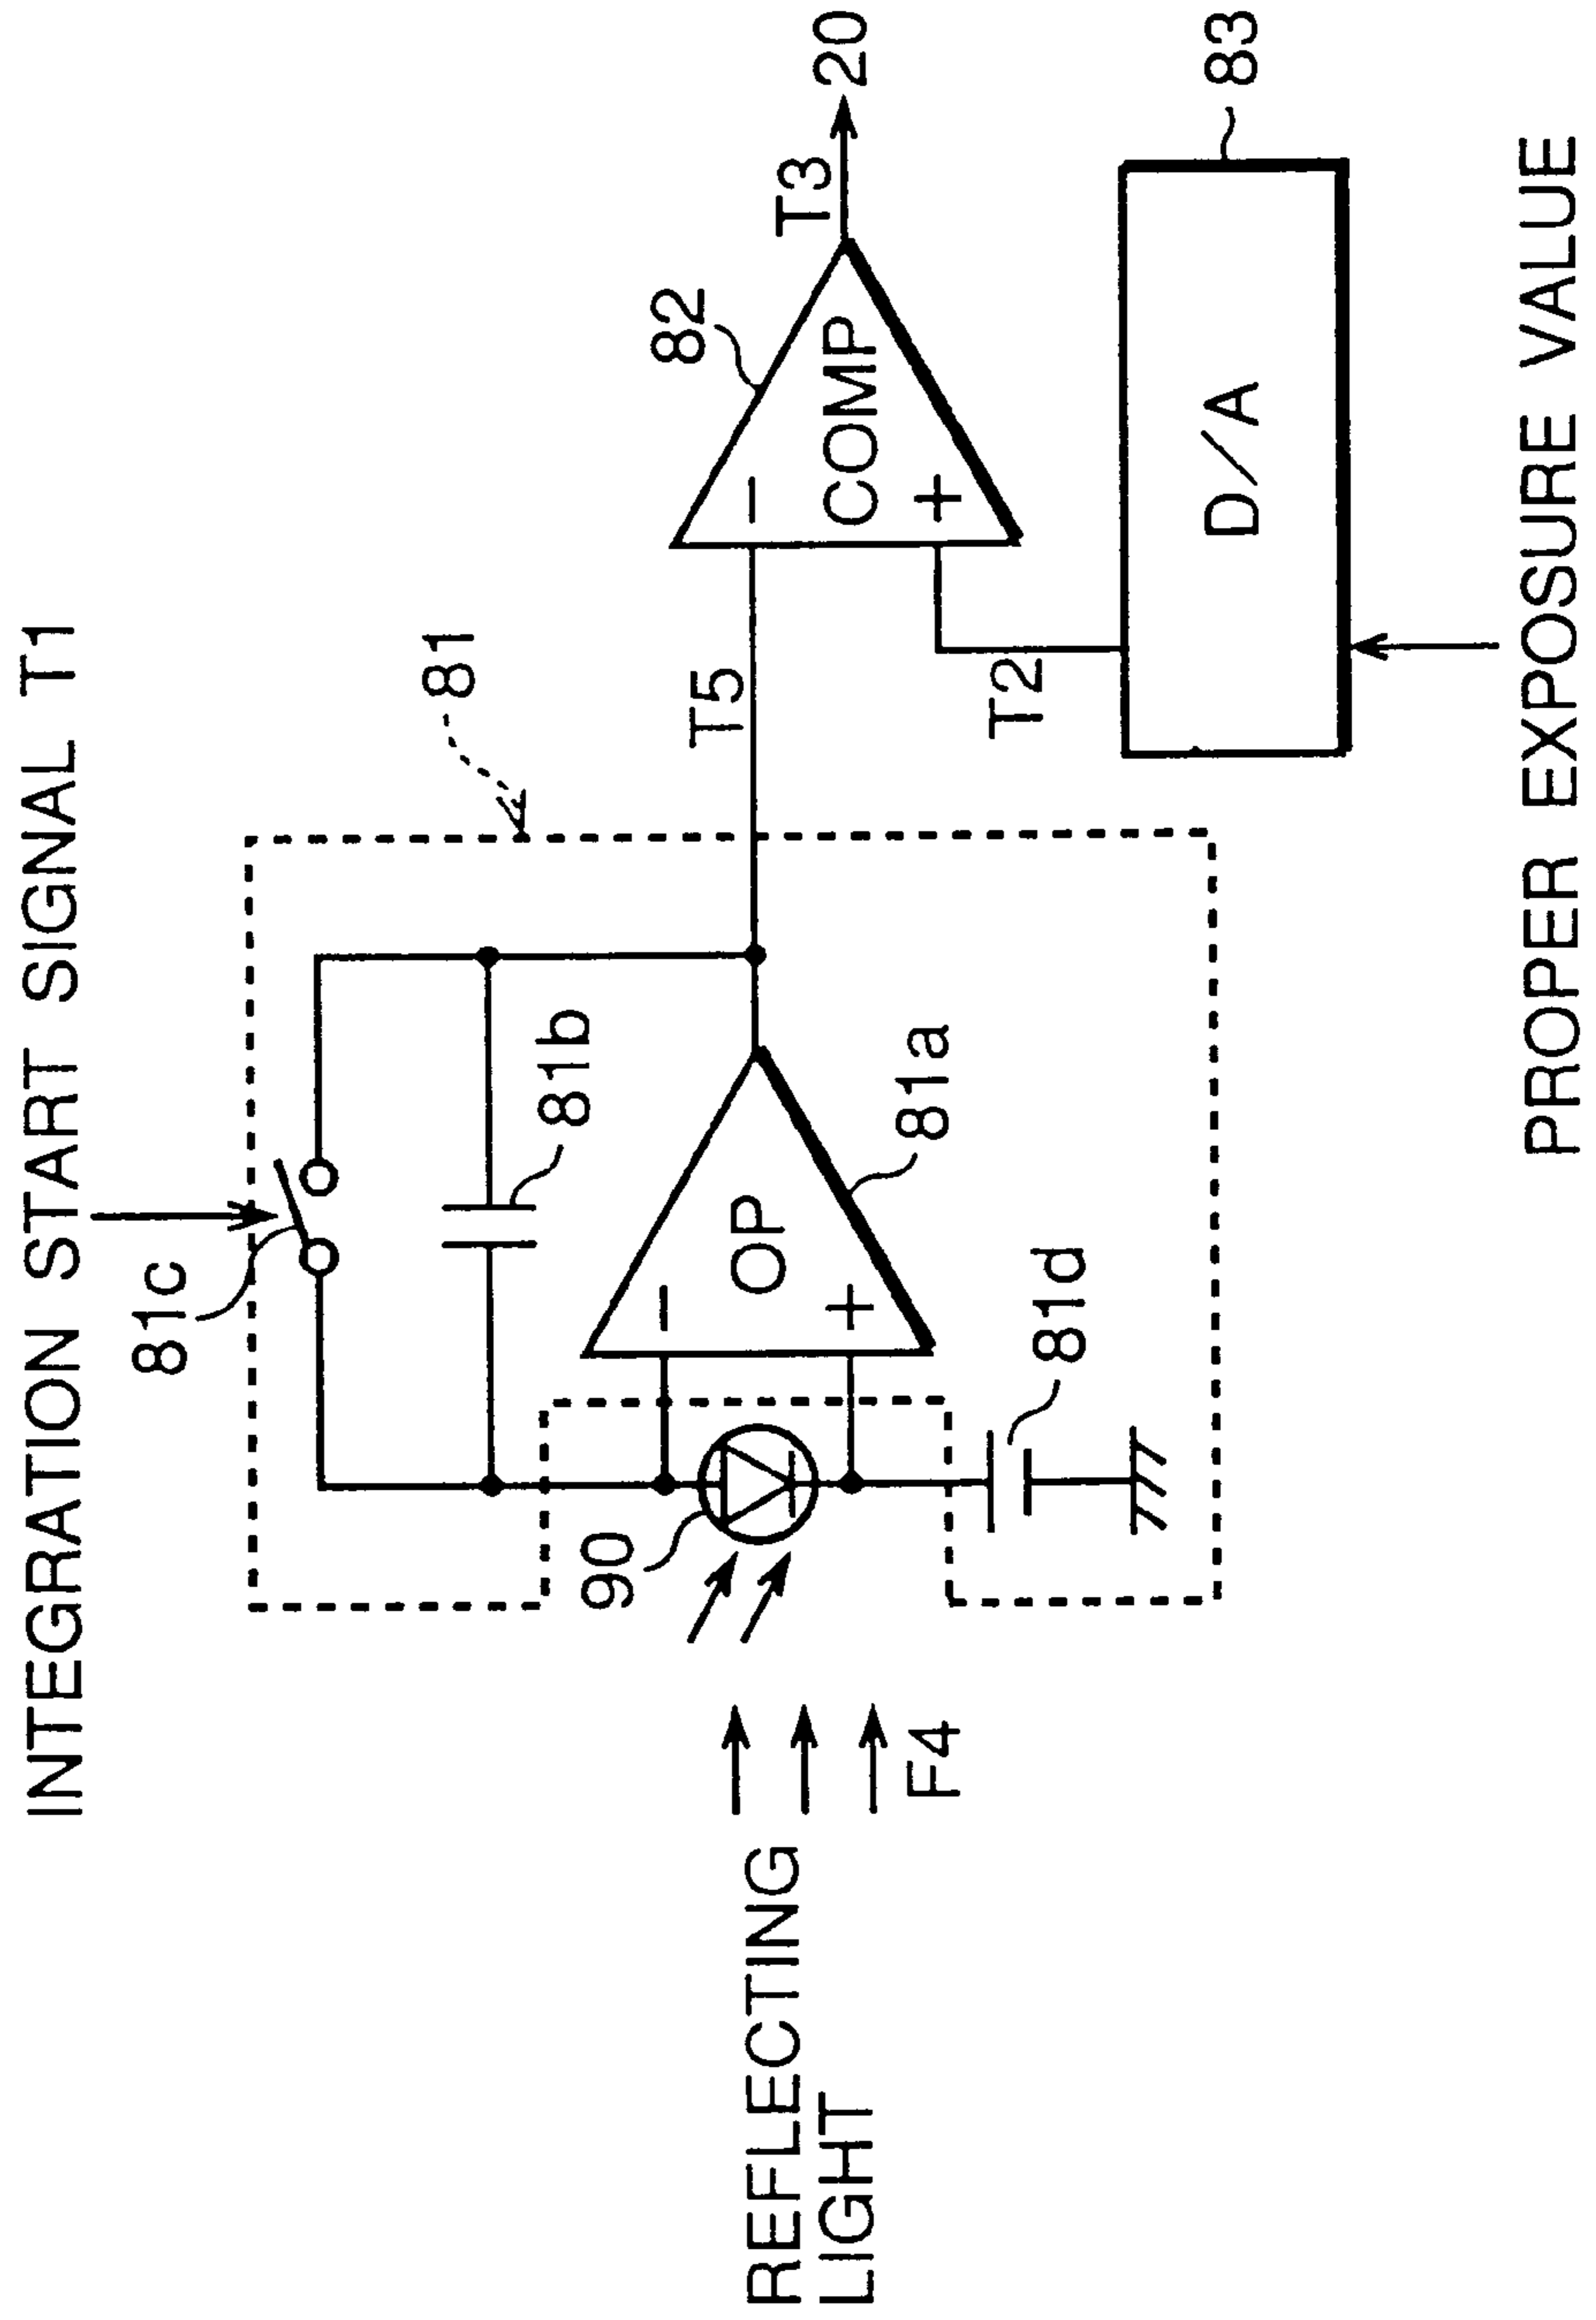 INTEGRATION START SIGNAL T1
81c
81
81b
82
90
OP
T5
T3
20
COMP
REFLECTING
LIGHT
F4
81a
81d
T2
D/A
83
PROPER EXPOSURE VALUE